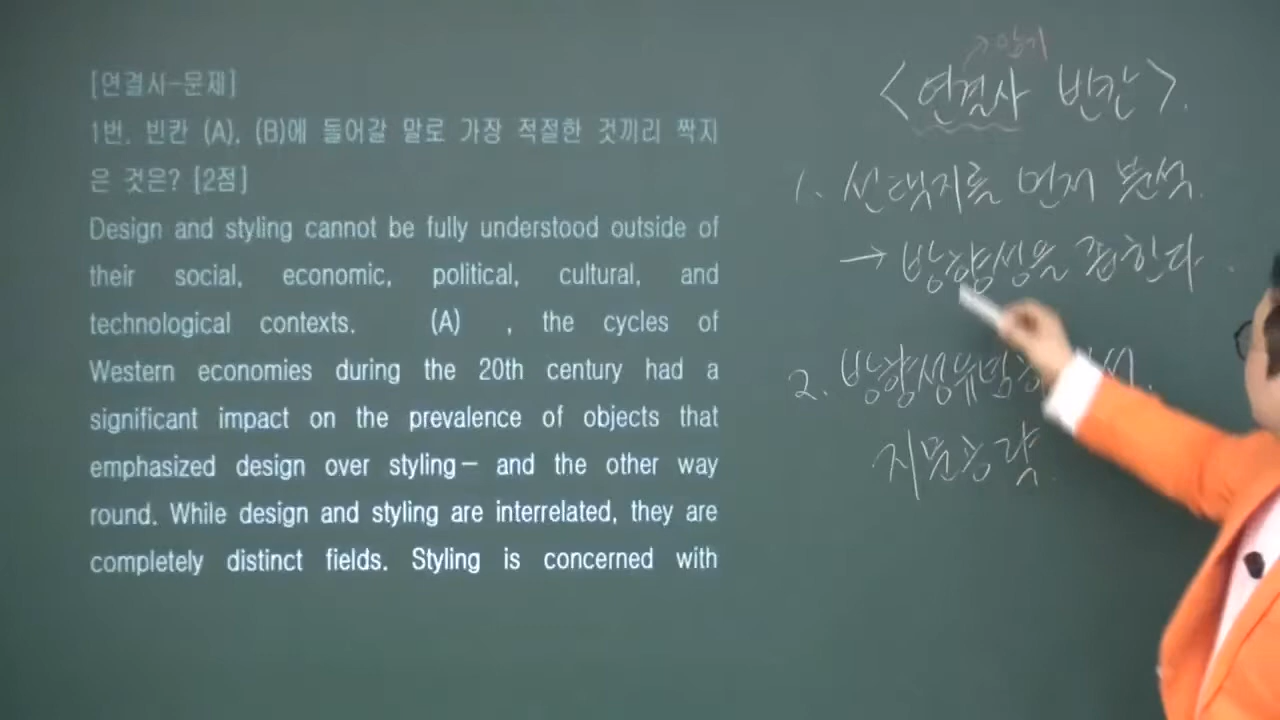 [연결사-문제]
1번. 빈칸 (A), (B)에 들어갈 말로 가장 적절한 것끼리 짝지
은 것은? [2점]
Design and styling cannot be fully understood outside of
their social, economic, political, cultural, and
technological contexts. (A) , the cycles of
Western economies during the 20th century had a
significant impact on the prevalence of objects that
emphasized design over styling— and the other way
round. While design and styling are interrelated, they are
completely distinct fields. Styling is concerned with
→암기
<연결사 빈칸>.
1. 선택지를 먼저 분석.
→ 방향성을 정한다.
2. 방향성
지문공략.